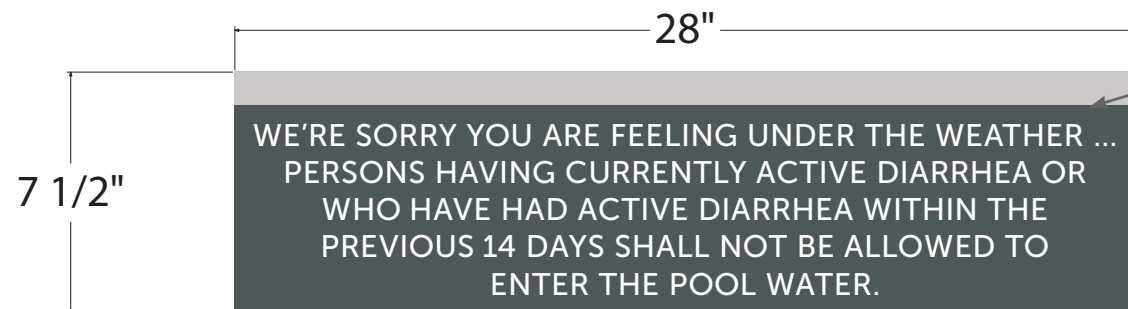 28"
7 1/2"
WE’RE SORRY YOU ARE FEELING UNDER THE WEATHER ...
PERSONS HAVING CURRENTLY ACTIVE DIARRHEA OR
WHO HAVE HAD ACTIVE DIARRHEA WITHIN THE
PREVIOUS 14 DAYS SHALL NOT BE ALLOWED TO
ENTER THE POOL WATER.